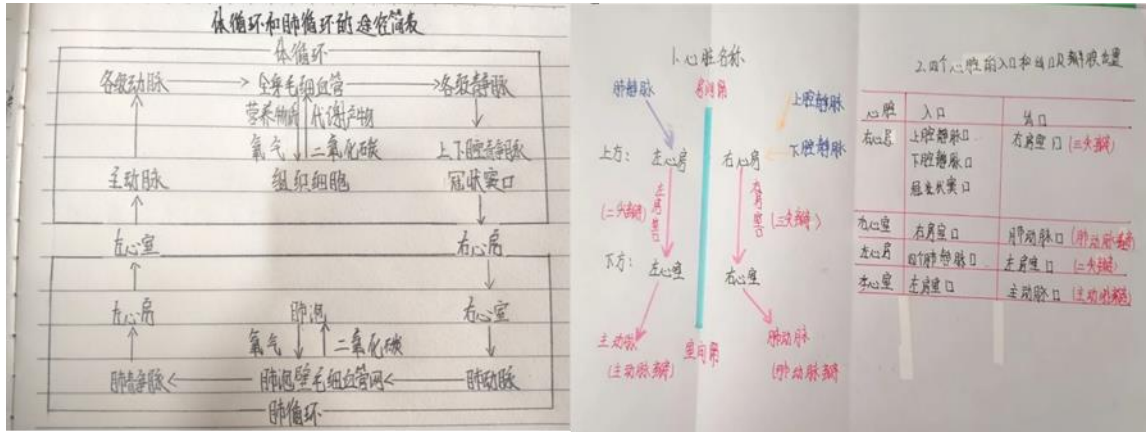 体循环和肺循环的途径简表
体循环
各级动脉 全身毛细血管 各级静脉
营养物质 代谢产物
氧气 二氧化碳 上下腔静脉
主动脉 组织细胞 冠状窦口
左心室 右心房
左心房 肺泡 右心室
氧气 二氧化碳
肺静脉 肺泡壁毛细血管网 肺动脉
肺循环
1.心脏名称
肺静脉 房间隔 上腔静脉
下腔静脉
上方: 左心房 右心房
(二尖瓣) 左房室 右房室 (三尖瓣)
下方: 左心室 右心室
主动脉 室间隔 肺动脉
(主动脉瓣) (肺动脉瓣)
2.四个心腔的入口和出口及瓣膜位置
心腔 入口 出口
右心房 上腔静脉口 右房室口(三尖瓣)
下腔静脉口
冠状窦口
右心室 右房室口 肺动脉口(肺动脉瓣)
左心房 四个肺静脉口 左房室口(二尖瓣)
左心室 左房室口 主动脉口(主动脉瓣)